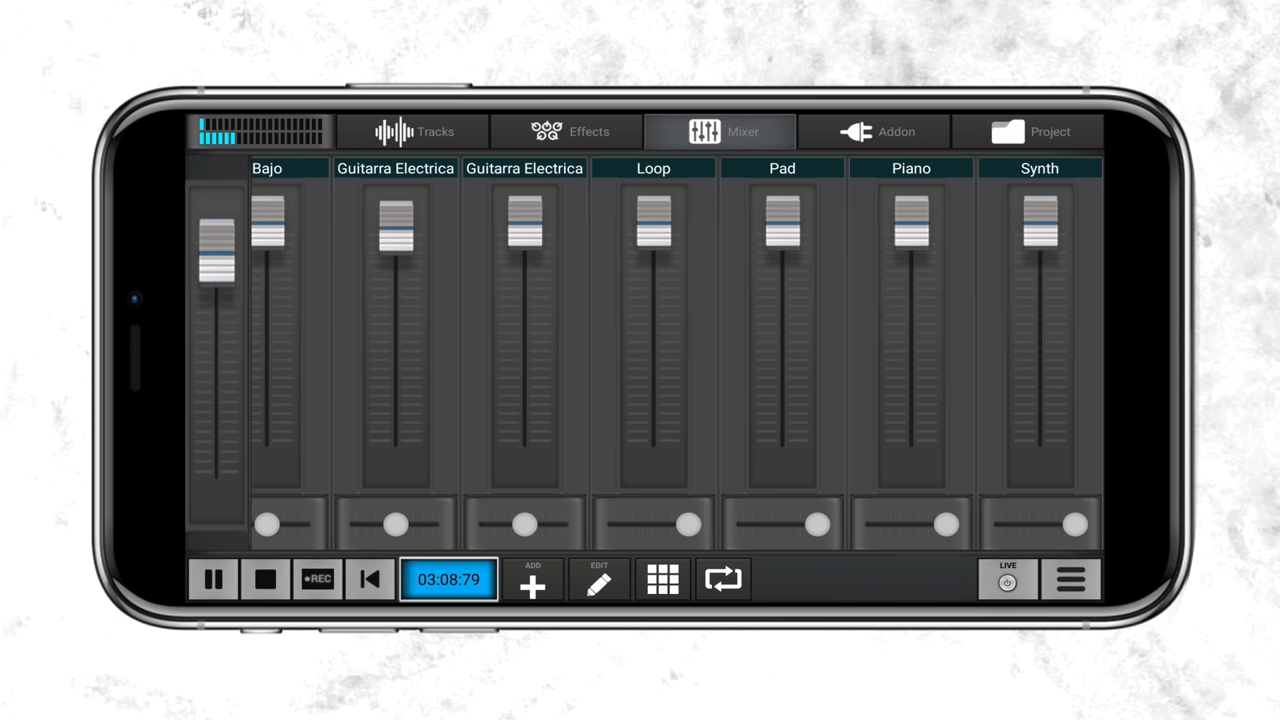 Tracks
Effects
Mixer
Addon
Project
Bajo
Guitarra Electrica
Guitarra Electrica
Loop
Pad
Piano
Synth
REC
03:08:79
ADD
EDIT
LIVE